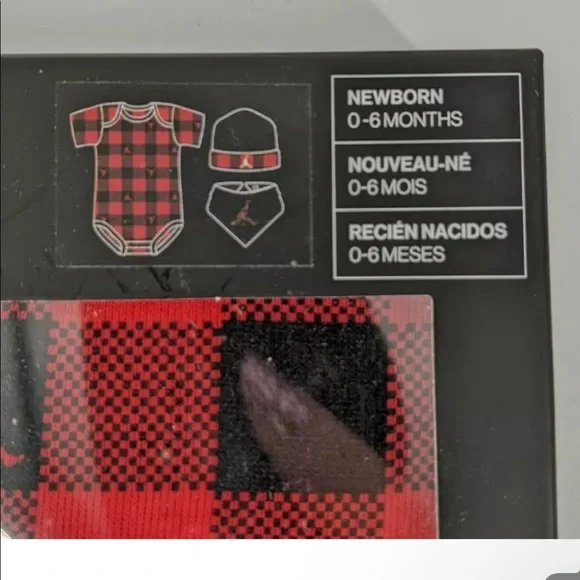 NEWBORN
0-6 MONTHS
NOUVEAU-NÉ
0-6 MOIS
RECIÉN NACIDOS
0-6 MESES